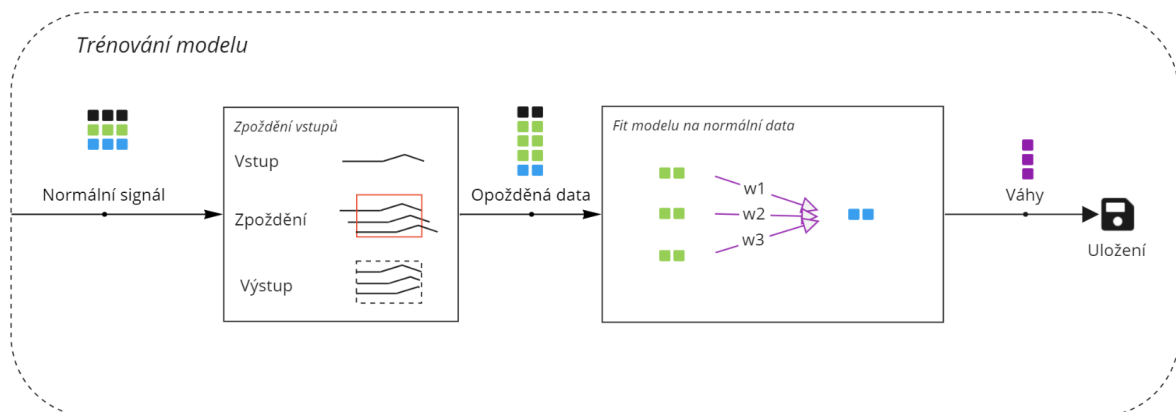 Trénování modelu
Normální signál
Zpoždění vstupů
Vstup
Zpoždění
Výstup
Opožděná data
Fit modelu na normální data
w1
w2
w3
Váhy
Uložení